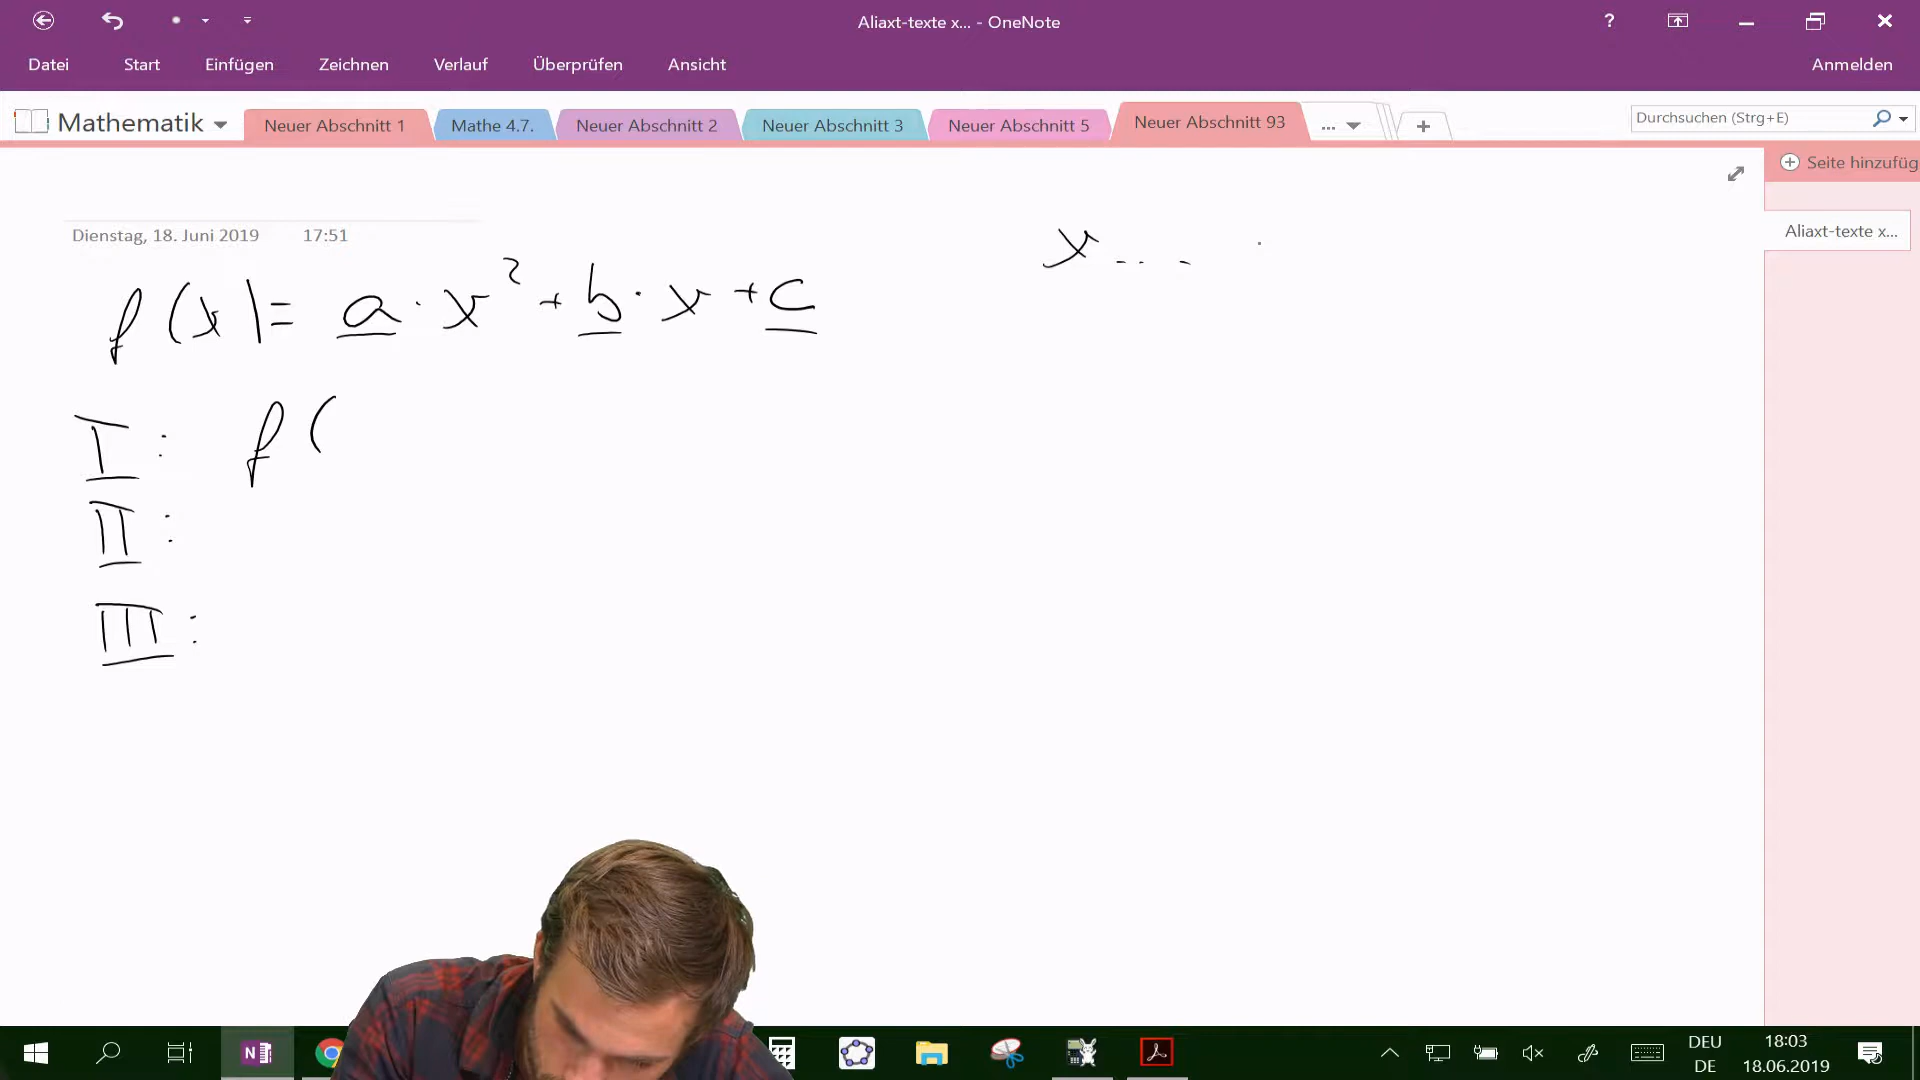 Aliaxt-texte x... - OneNote
?
Datei Start Einfügen Zeichnen Verlauf Überprüfen Ansicht Anmelden
Mathematik Neuer Abschnitt 1 Mathe 4.7. Neuer Abschnitt 2 Neuer Abschnitt 3 Neuer Abschnitt 5 Neuer Abschnitt 93 ... + Durchsuchen (Strg+E)
Seite hinzufüg
Aliaxt-texte x...
Dienstag, 18. Juni 2019 17:51
x... .
f(x)= a·x²+b·x+c
I: f(
II:
III:
DEU 18:03
DE 18.06.2019